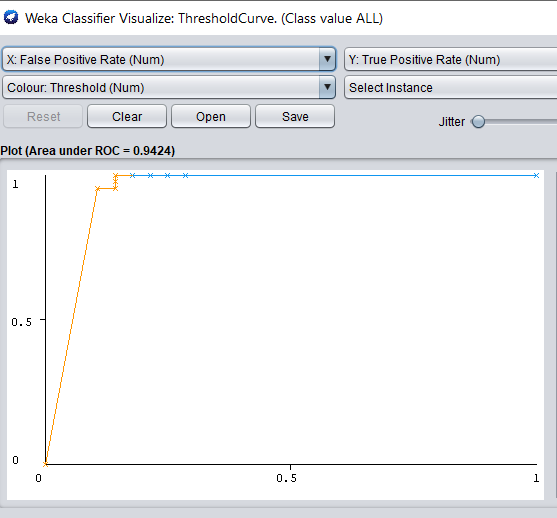 Weka Classifier Visualize: ThresholdCurve. (Class value ALL)
X: False Positive Rate (Num) Y: True Positive Rate (Num)
Colour: Threshold (Num) Select Instance
Reset Clear Open Save Jitter
Plot (Area under ROC = 0.9424)
1
0.5
0
0 0.5 1